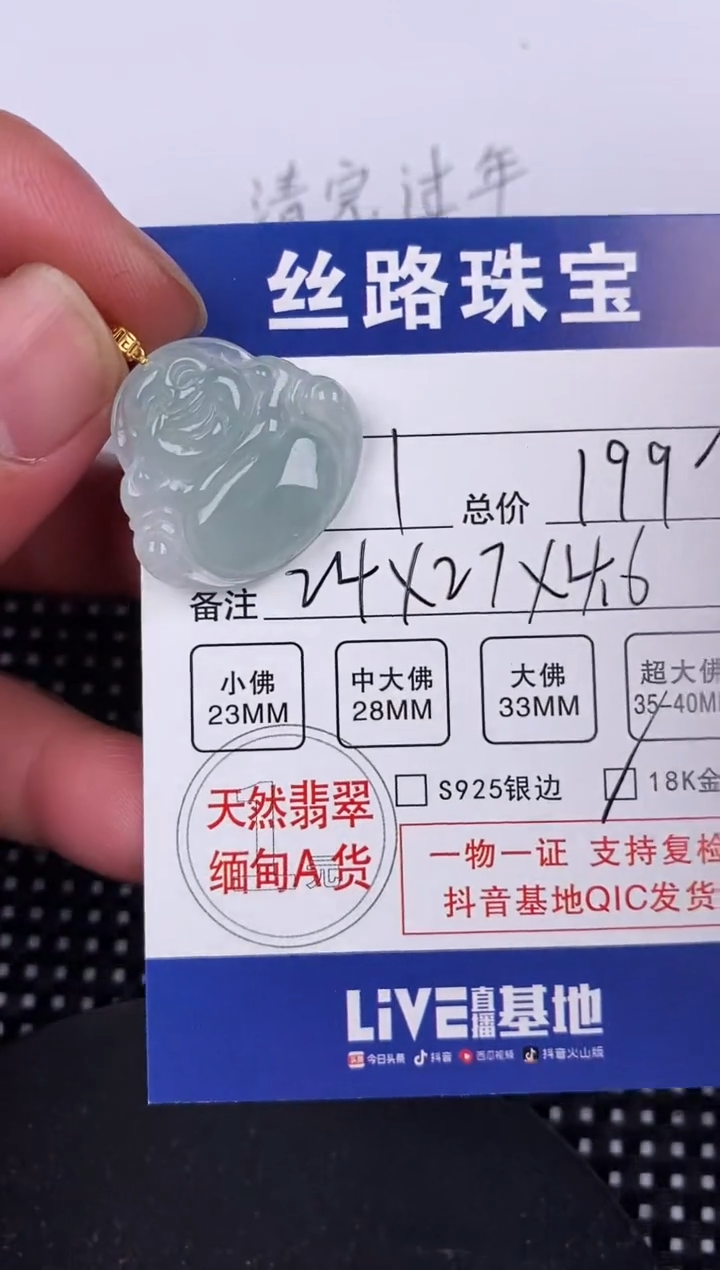 清完过年
丝路珠宝
1 总价 199
备注 24X27X4.6
小佛 中大佛 大佛 超大佛
23MM 28MM 33MM 35-40MM
天然翡翠 S925银边 18K金
缅甸A货 一物一证 支持复检
1元 抖音基地QIC发货
LiVE直播基地
今日头条 抖音 西瓜视频 抖音火山版